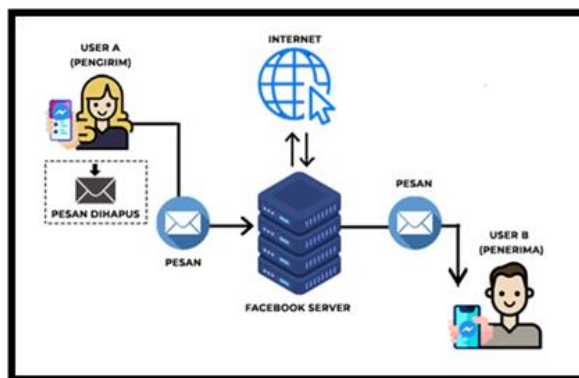 USER A
(PENGIRIM)
INTERNET
PESAN DIHAPUS
PESAN
FACEBOOK SERVER
PESAN
USER B
(PENERIMA)